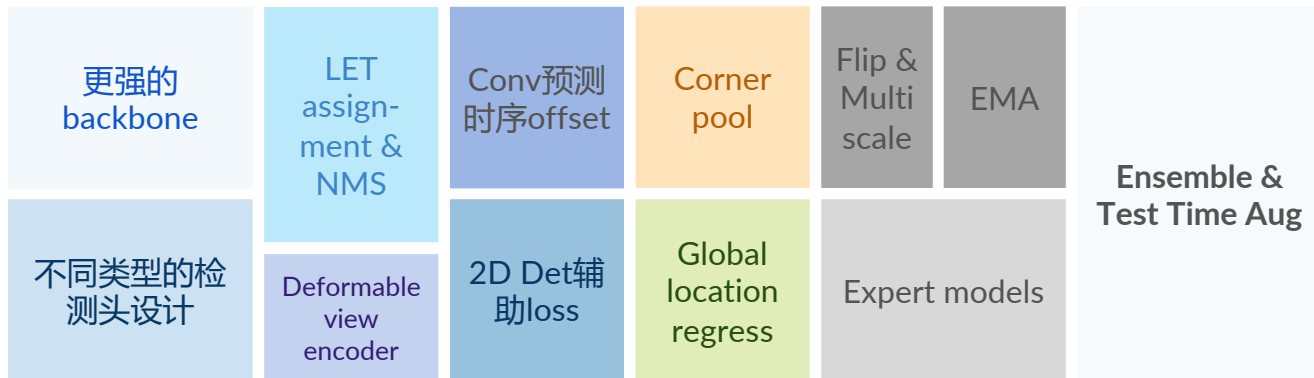 更强的
backbone
LET
assign-
ment &
NMS
Conv预测
时序offset
Corner
pool
Flip &
Multi
scale
EMA
Ensemble &
Test Time Aug
不同类型的检
测头设计
Deformable
view
encoder
2D Det辅
助loss
Global
location
regress
Expert models